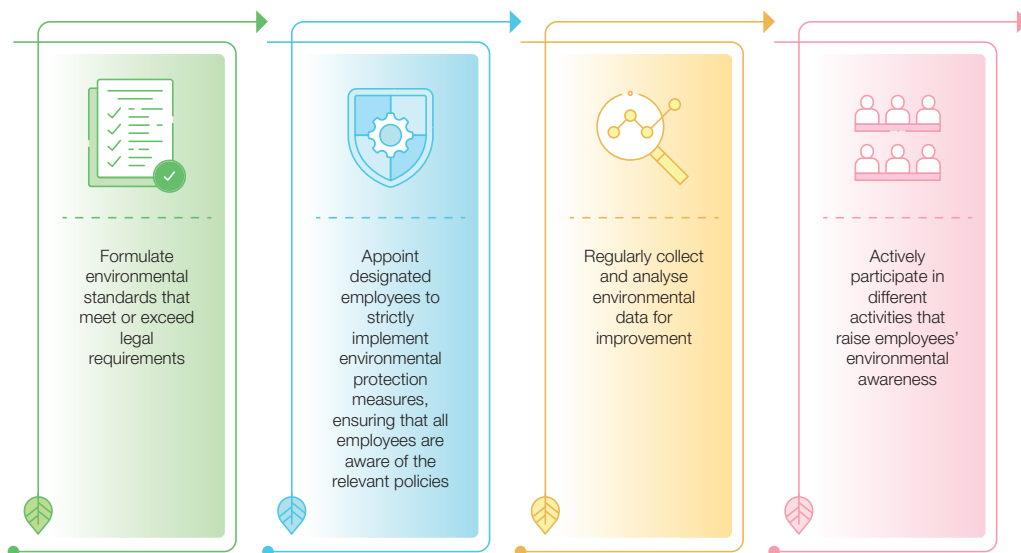 Formulate
environmental
standards that
meet or exceed
legal
requirements
Appoint
designated
employees to
strictly
implement
environmental
protection
measures,
ensuring that all
employees are
aware of the
relevant policies
Regularly collect
and analyse
environmental
data for
improvement
Actively
participate in
different
activities that
raise employees’
environmental
awareness